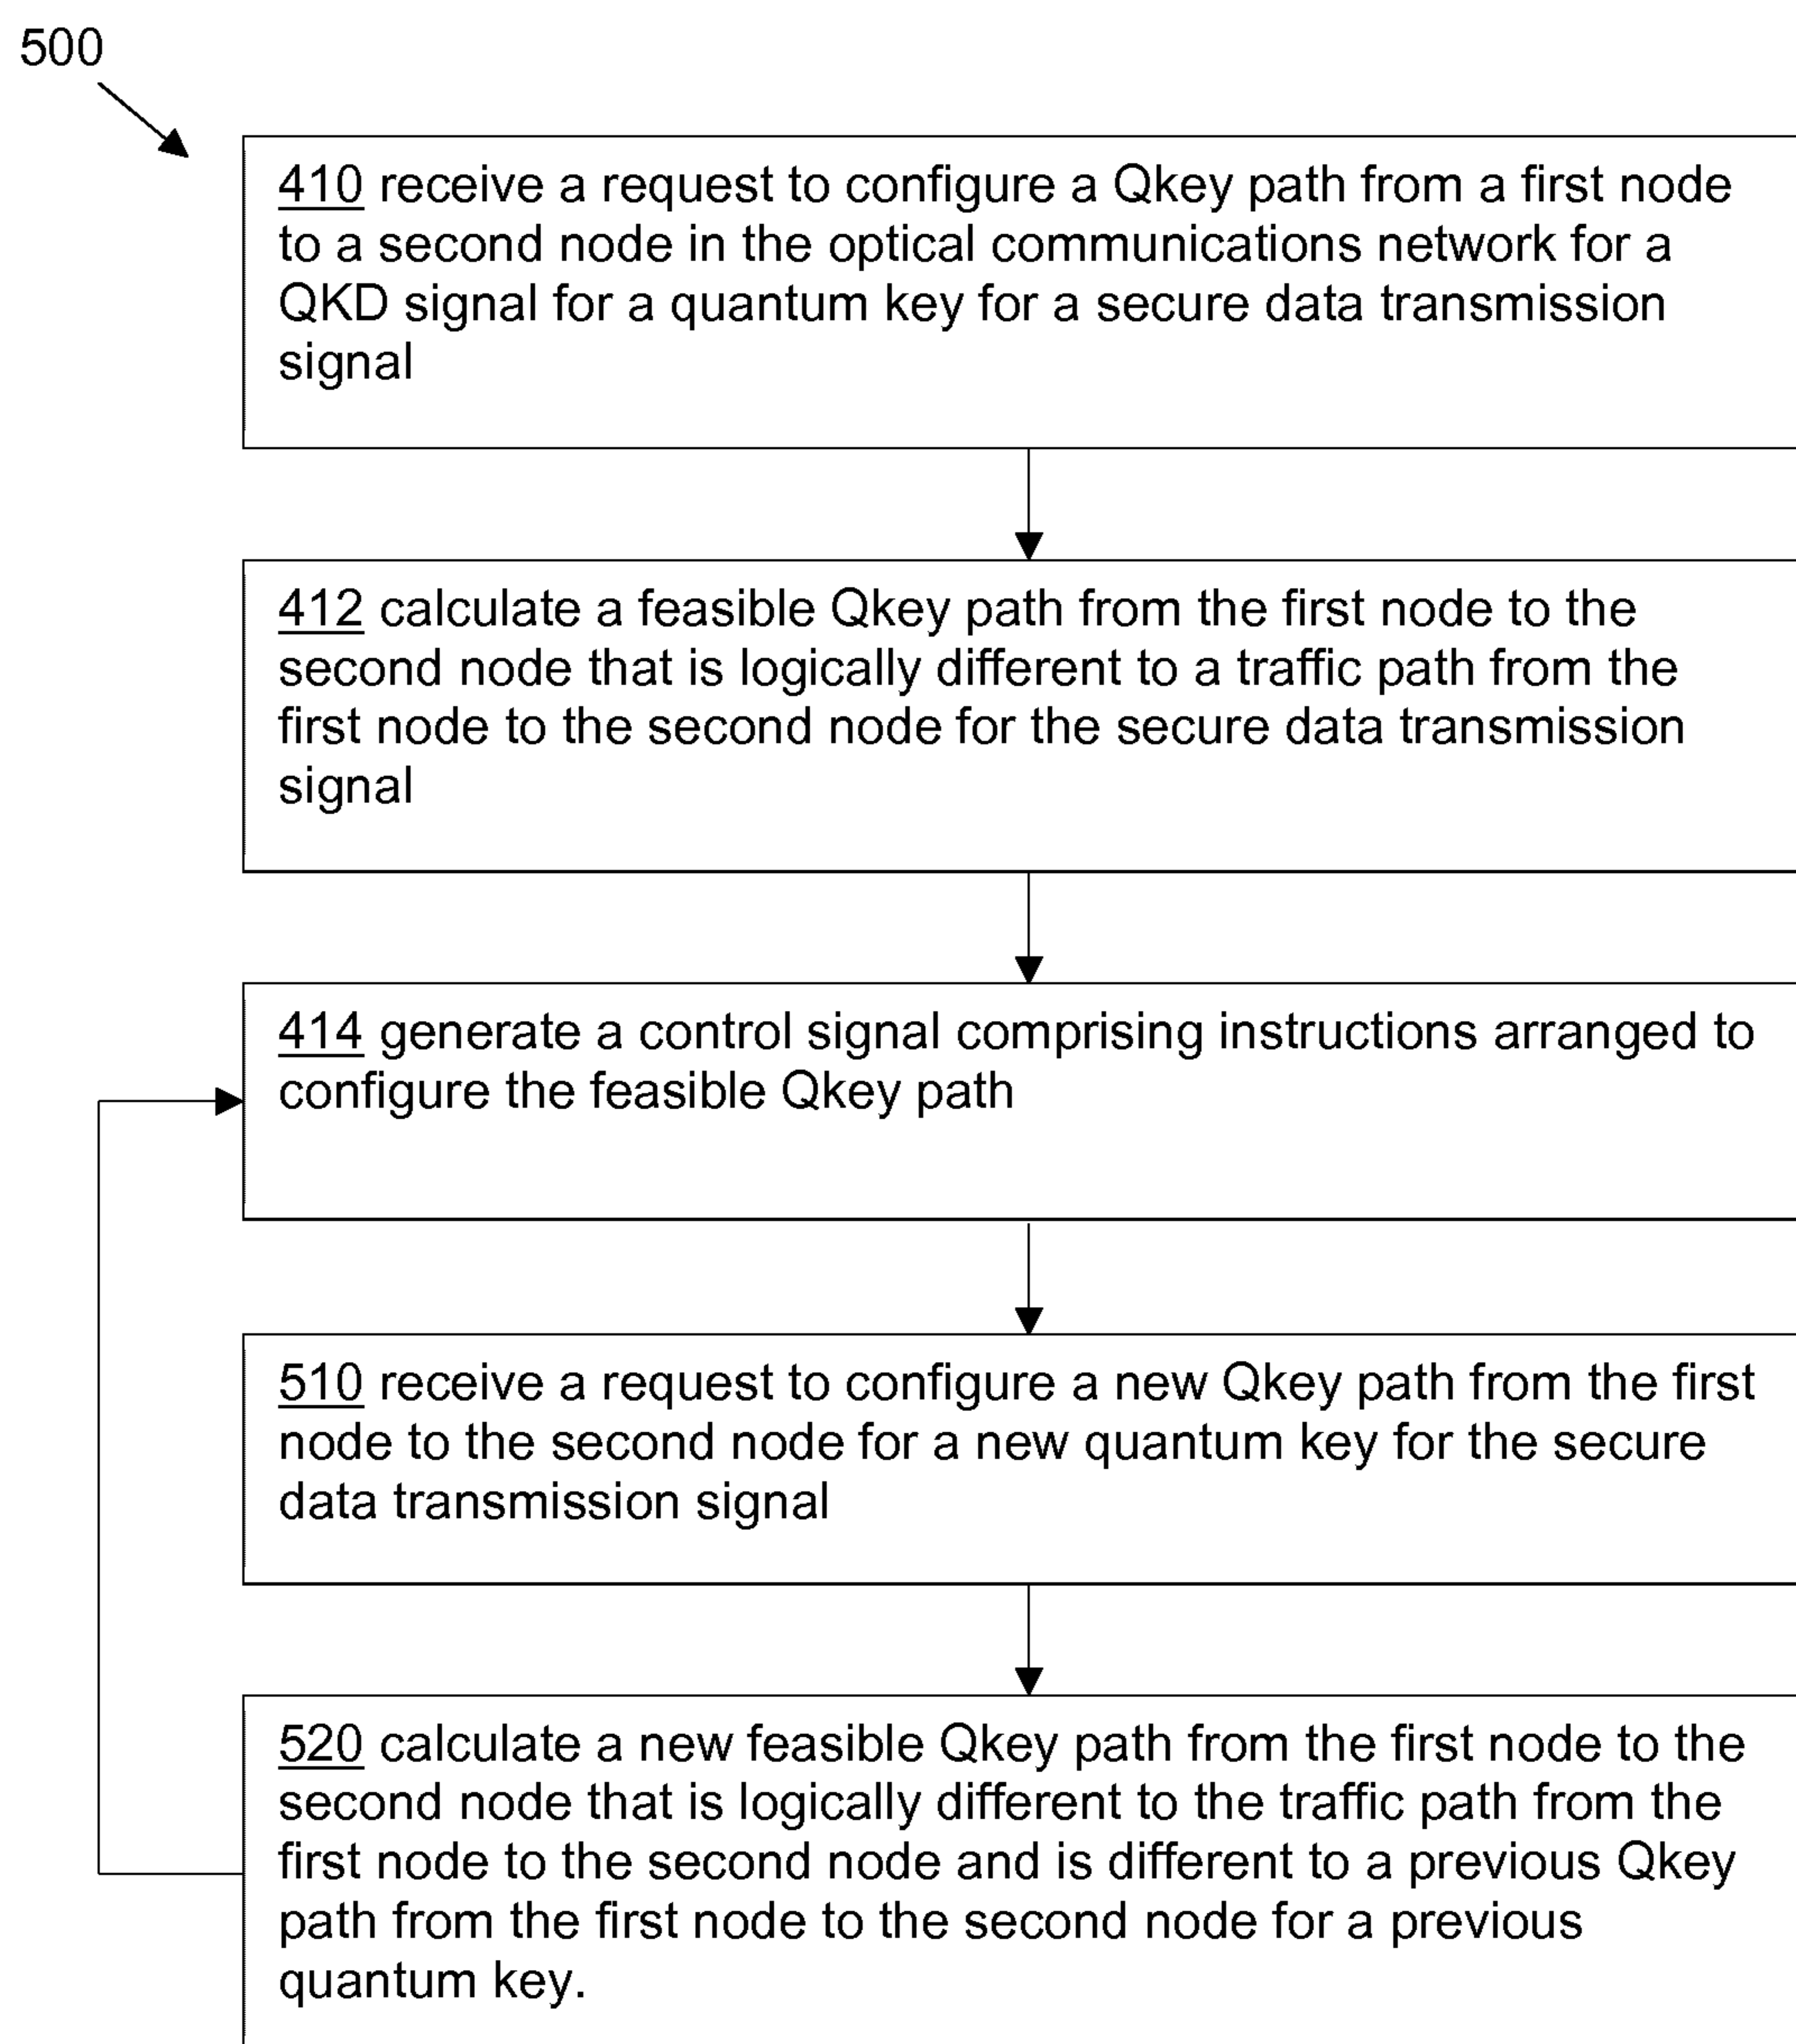 500
410 receive a request to configure a Qkey path from a first node
to a second node in the optical communications network for a
QKD signal for a quantum key for a secure data transmission
signal
412 calculate a feasible Qkey path from the first node to the
second node that is logically different to a traffic path from the
first node to the second node for the secure data transmission
signal
414 generate a control signal comprising instructions arranged to
configure the feasible Qkey path
510 receive a request to configure a new Qkey path from the first
node to the second node for a new quantum key for the secure
data transmission signal
520 calculate a new feasible Qkey path from the first node to the
second node that is logically different to the traffic path from the
first node to the second node and is different to a previous Qkey
path from the first node to the second node for a previous
quantum key.